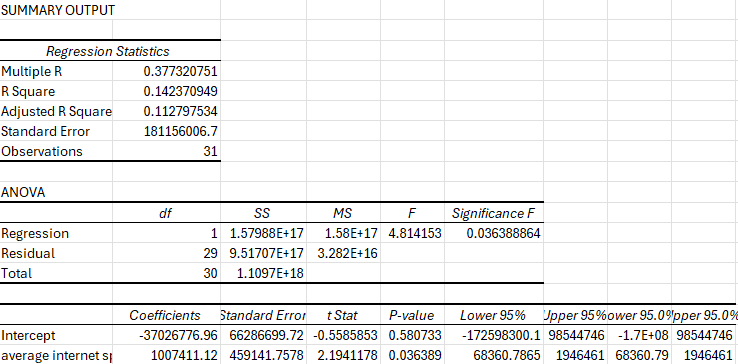 SUMMARY OUTPUT
Regression Statistics
Multiple R 0.377320751
R Square 0.142370949
Adjusted R Square 0.112797534
Standard Error 181156006.7
Observations 31
ANOVA
df SS MS F Significance F
Regression 1 1.57988E+17 1.58E+17 4.814153 0.036388864
Residual 29 9.51707E+17 3.282E+16
Total 30 1.1097E+18
Coefficients Standard Error t Stat P-value Lower 95% Upper 95% ower 95.0% pper 95.0%
Intercept -37026776.96 66286699.72 -0.5585853 0.580733 -172598300.1 98544746 -1.7E+08 98544746
average internet sp 1007411.12 459141.7578 2.1941178 0.036389 68360.7865 1946461 68360.79 1946461